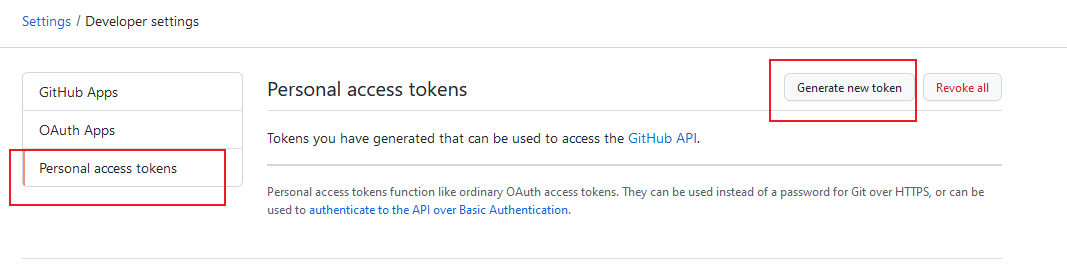 Settings / Developer settings
GitHub Apps
OAuth Apps
Personal access tokens
Personal access tokens
Generate new token
Revoke all
Tokens you have generated that can be used to access the GitHub API.
Personal access tokens function like ordinary OAuth access tokens. They can be used instead of a password for Git over HTTPS, or can be
used to authenticate to the API over Basic Authentication.